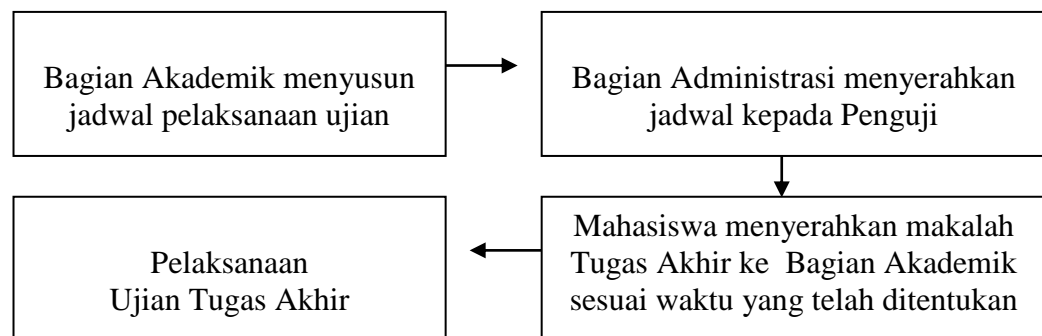 Bagian Akademik menyusun
jadwal pelaksanaan ujian
Bagian Administrasi menyerahkan
jadwal kepada Penguji
Mahasiswa menyerahkan makalah
Tugas Akhir ke Bagian Akademik
sesuai waktu yang telah ditentukan
Pelaksanaan
Ujian Tugas Akhir